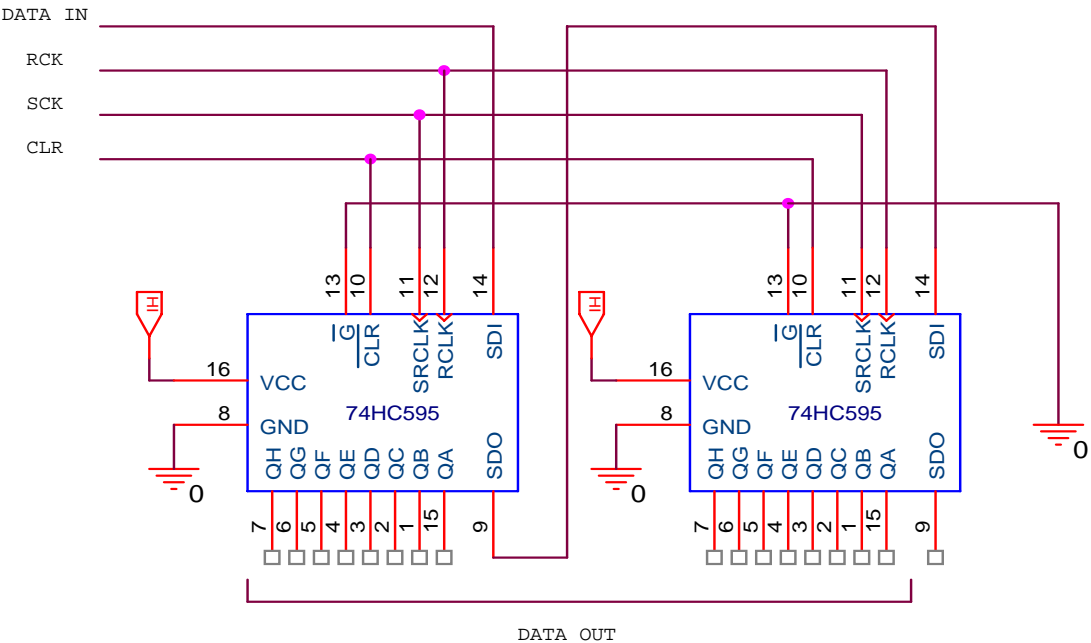 DATA IN
RCK
SCK
CLR
13 10 11 12 14 13 10 11 12 14
IH IH
G CLR SRCLK RCLK SDI G CLR SRCLK RCLK SDI
16 VCC 16 VCC
74HC595 74HC595
8 GND 8 GND
0
QH QG QF QE QD QC QB QA SDO QH QG QF QE QD QC QB QA SDO
0 0
7 6 5 4 3 2 1 15 9 7 6 5 4 3 2 1 15 9
DATA OUT